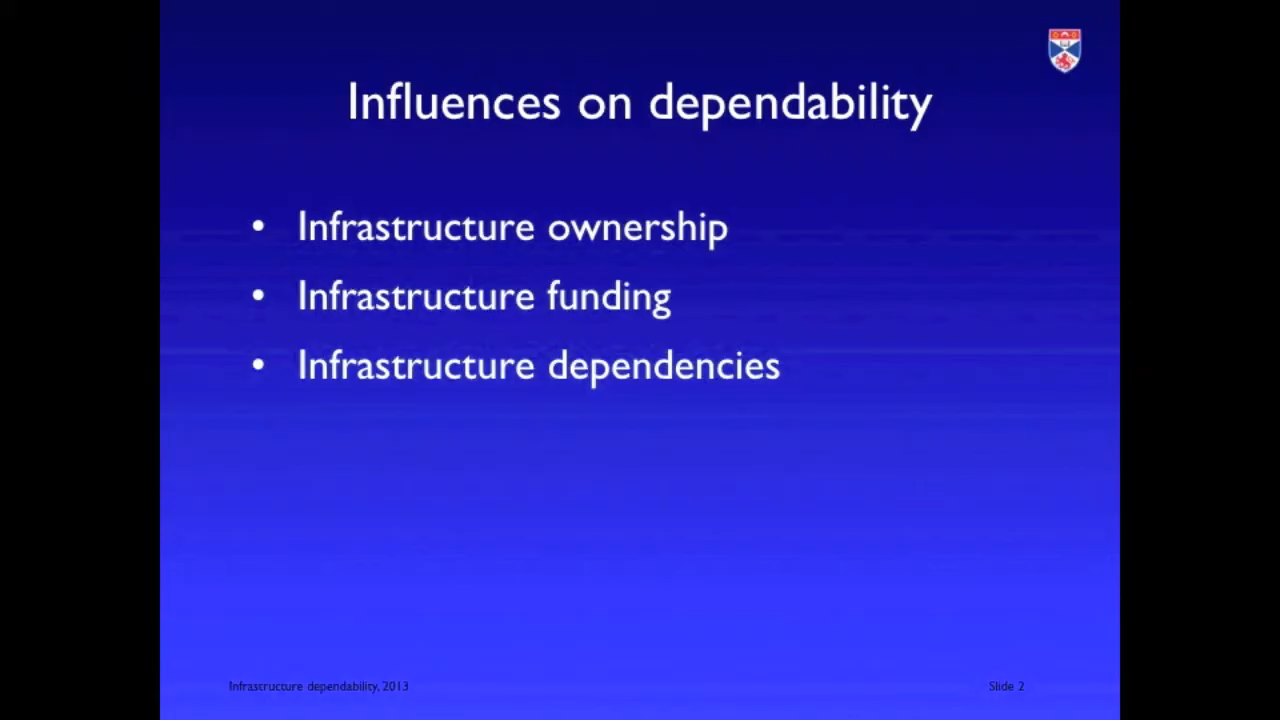 Influences on dependability
• Infrastructure ownership
• Infrastructure funding
• Infrastructure dependencies
Infrastructure dependability, 2013
Slide 2